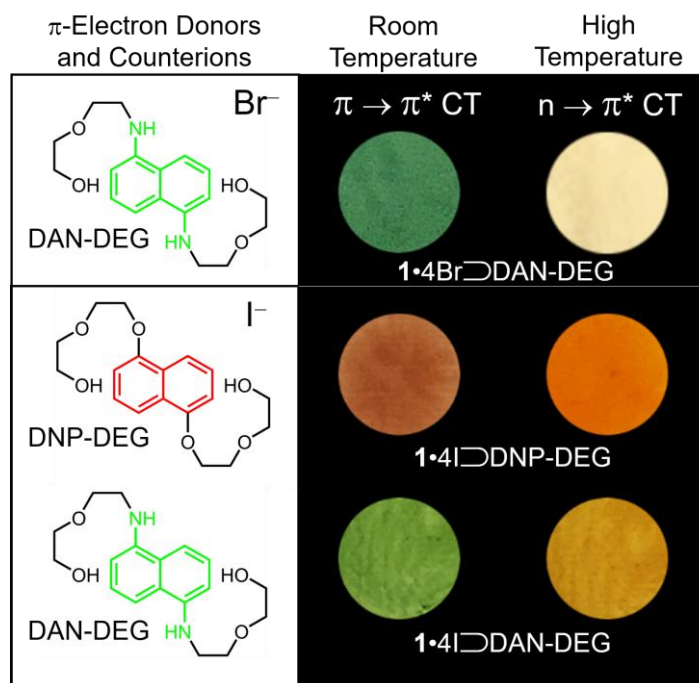 π-Electron Donors
and Counterions
Room
Temperature
High
Temperature
Br⁻
NH
O
OH
HO
HN
O
DAN-DEG
π → π* CT
n → π* CT
1•4Br⊃DAN-DEG
I⁻
O
O
OH
HO
O
O
DNP-DEG
1•4I⊃DNP-DEG
NH
O
OH
HO
HN
O
DAN-DEG
1•4I⊃DAN-DEG